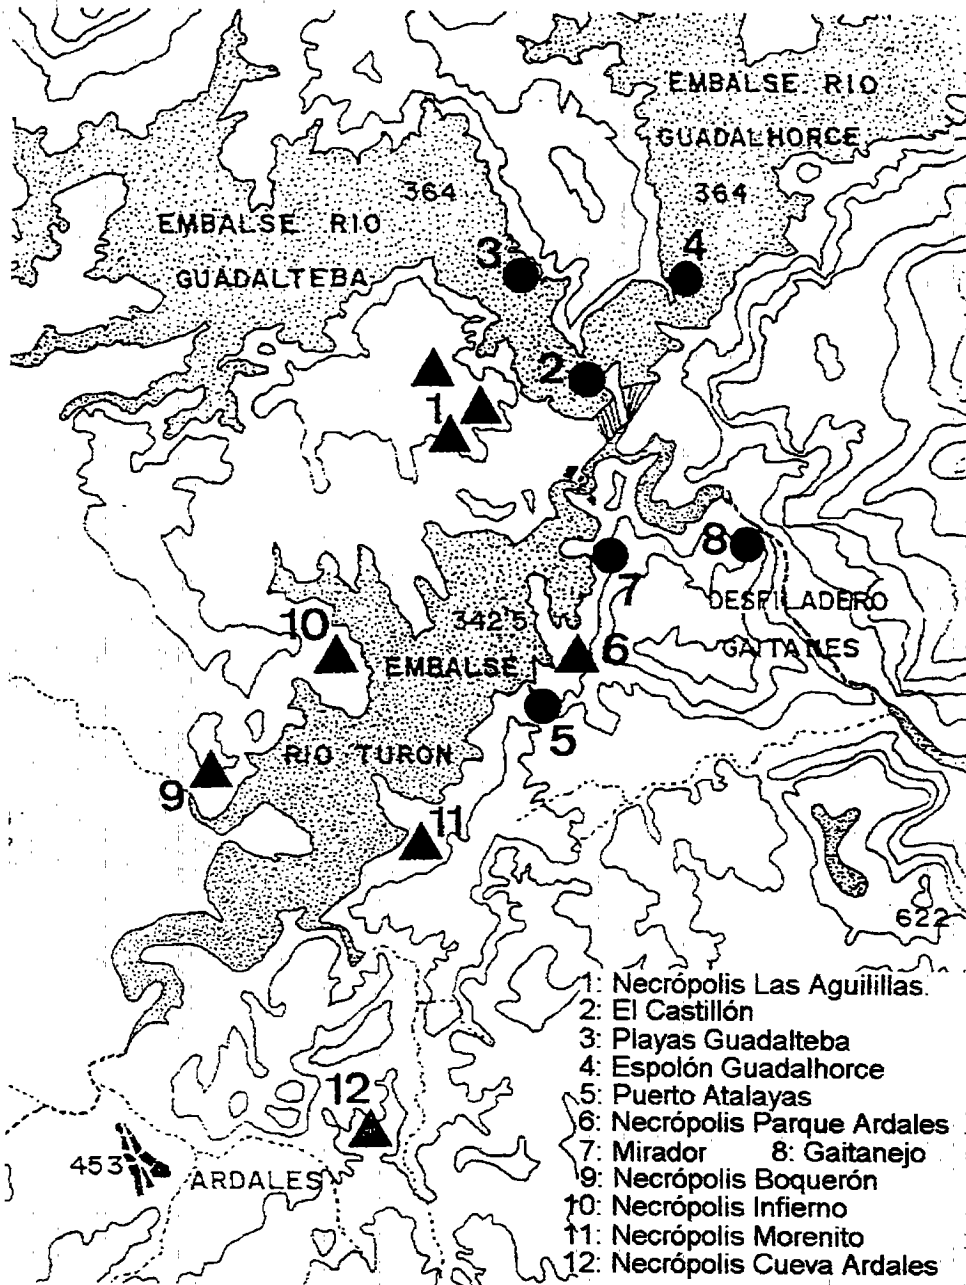 EMBALSE RIO
GUADALHORCE
364
364
EMBALSE RIO
GUADALTEBA
3
4
2
1
8
7
DESFILADERO
10
342'5
6
GAITANES
EMBALSE
5
RIO TURON
9
11
622
1: Necrópolis Las Aguilillas.
2: El Castillón
3: Playas Guadalteba
4: Espolón Guadalhorce
5: Puerto Atalayas
6: Necrópolis Parque Ardales
7: Mirador 8: Gaitanejo
9: Necrópolis Boquerón
10: Necrópolis Infierno
11: Necrópolis Morenito
12: Necrópolis Cueva Ardales
12
453
ARDALES